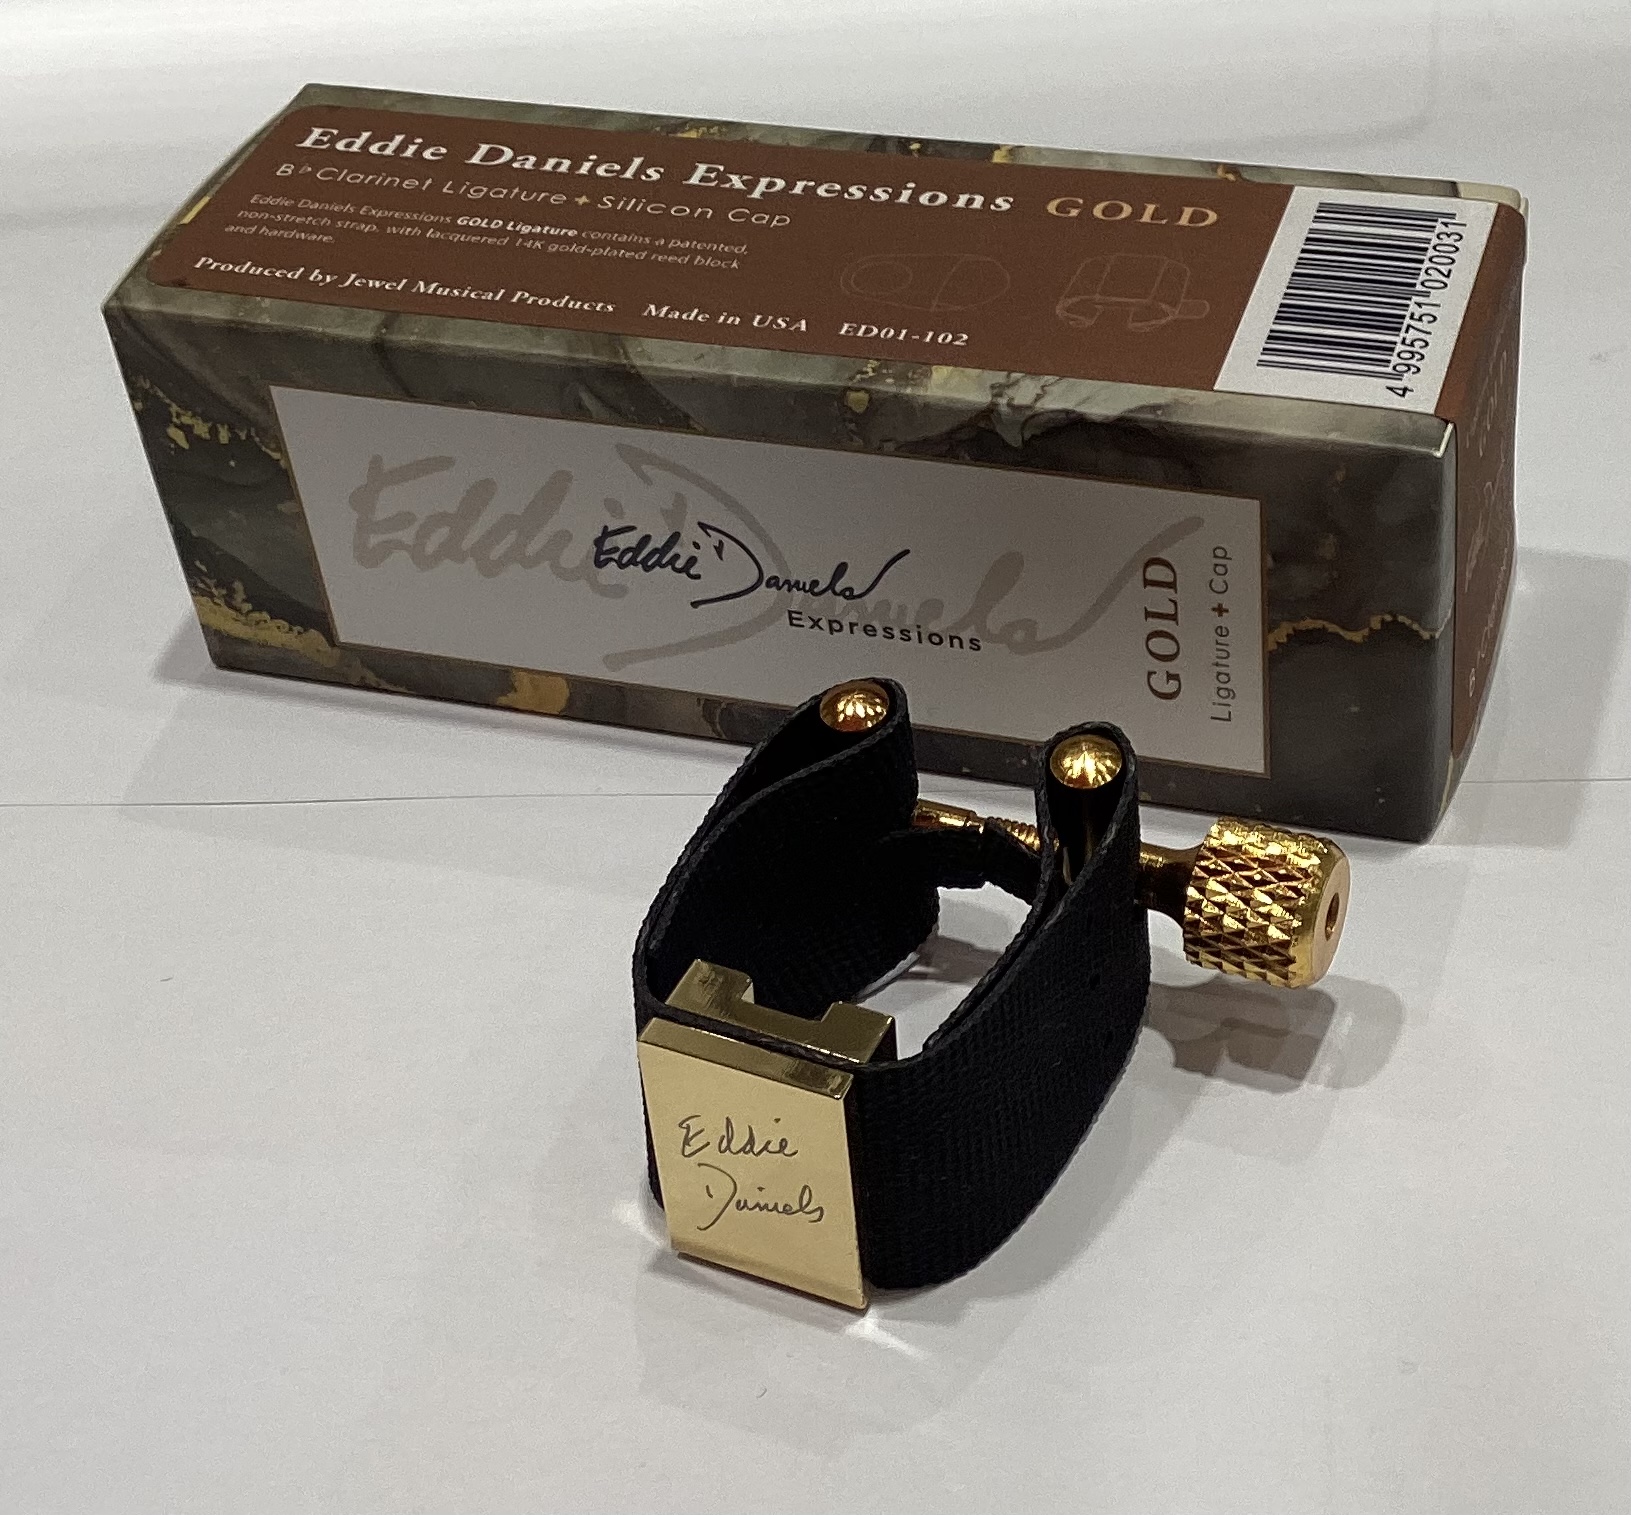 Eddie Daniels Expressions GOLD
B♭ Clarinet Ligature + Silicon Cap
Eddie Daniels Expressions GOLD Ligature contains a patented,
non-stretch strap, with lacquered 14K gold-plated reed block
and hardware.
Produced by Jewel Musical Products Made in USA ED01-102
4 995751 020031
Eddie Daniels
Eddie Daniels
Expressions
GOLD
Ligature + Cap
Eddie
Daniels